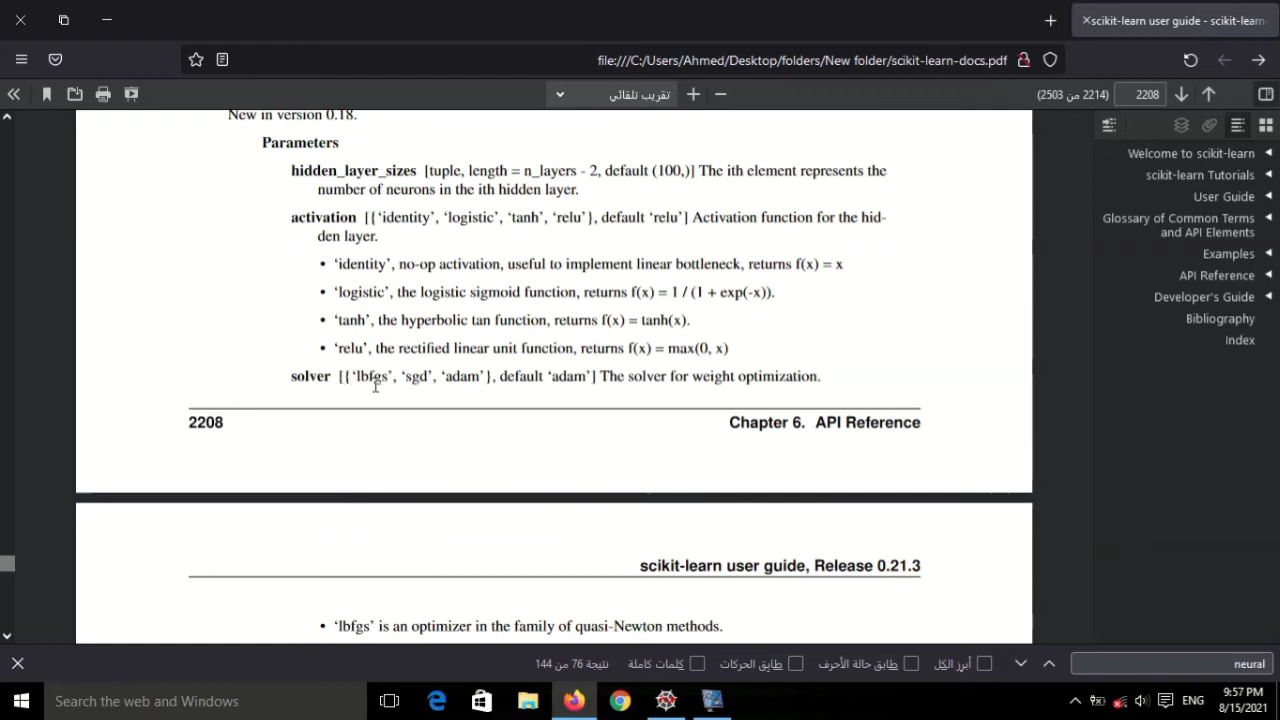 scikit-learn user guide - scikit-learn
file:///C:/Users/Ahmed/Desktop/folders/New folder/scikit-learn-docs.pdf
تقريب تلقائي
2208
(2214 من 2503)
New in version 0.18.
Parameters
hidden_layer_sizes [tuple, length = n_layers - 2, default (100,)] The ith element represents the
number of neurons in the ith hidden layer.
activation [{‘identity’, ‘logistic’, ‘tanh’, ‘relu’}, default ‘relu’] Activation function for the hid-
den layer.
• ‘identity’, no-op activation, useful to implement linear bottleneck, returns f(x) = x
• ‘logistic’, the logistic sigmoid function, returns f(x) = 1 / (1 + exp(-x)).
• ‘tanh’, the hyperbolic tan function, returns f(x) = tanh(x).
• ‘relu’, the rectified linear unit function, returns f(x) = max(0, x)
solver [{‘lbfgs’, ‘sgd’, ‘adam’}, default ‘adam’] The solver for weight optimization.
2208
Chapter 6. API Reference
scikit-learn user guide, Release 0.21.3
• ‘lbfgs’ is an optimizer in the family of quasi-Newton methods.
Welcome to scikit-learn
scikit-learn Tutorials
User Guide
Glossary of Common Terms
and API Elements
Examples
API Reference
Developer's Guide
Bibliography
Index
neural
أبرز الكل
طابق حالة الأحرف
طابق الحركات
كلمات كاملة
نتيجة 76 من 144
Search the web and Windows
ENG
9:57 PM
8/15/2021